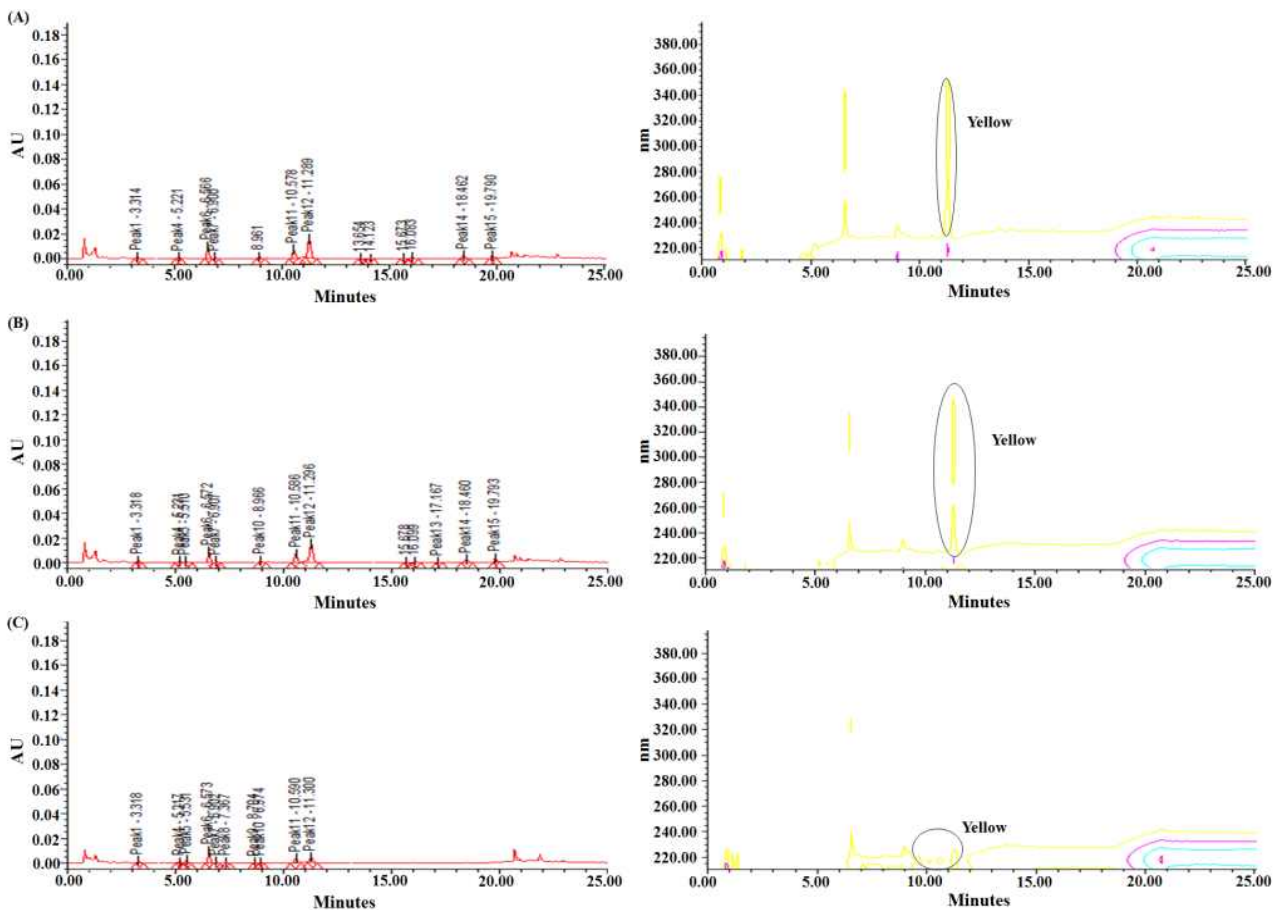 (A)
0.18
0.16
0.14
0.12
0.10
0.08
0.06
0.04
0.02
0.00
AU
Peak1 - 3.314
Peak4 - 5.221
Peak6 - 6.566
8.961
Peak11 - 10.578
Peak12 - 11.289
13.654
14.123
15.673
16.093
Peak14 - 18.462
Peak15 - 19.790
0.00 5.00 10.00 15.00 20.00 25.00
Minutes
380.00
360.00
340.00
320.00
300.00
280.00
260.00
240.00
220.00
nm
Yellow
5.00 10.00 15.00 20.00 25.00
Minutes
(B)
0.18
0.16
0.14
0.12
0.10
0.08
0.06
0.04
0.02
0.00
AU
Peak1 - 3.318
Peak6 - 6.572
Peak10 - 8.966
Peak11 - 10.586
Peak12 - 11.296
15.678
16.099
Peak13 - 17.167
Peak14 - 18.460
Peak15 - 19.793
0.00 5.00 10.00 15.00 20.00 25.00
Minutes
380.00
360.00
340.00
320.00
300.00
280.00
260.00
240.00
220.00
nm
Yellow
5.00 10.00 15.00 20.00 25.00
Minutes
(C)
0.18
0.16
0.14
0.12
0.10
0.08
0.06
0.04
0.02
0.00
AU
Peak1 - 3.318
Peak6 - 6.573
Peak8 - 7.367
Peak11 - 10.590
Peak12 - 11.300
0.00 5.00 10.00 15.00 20.00 25.00
Minutes
380.00
360.00
340.00
320.00
300.00
280.00
260.00
240.00
220.00
nm
Yellow
0.00 5.00 10.00 15.00 20.00 25.00
Minutes